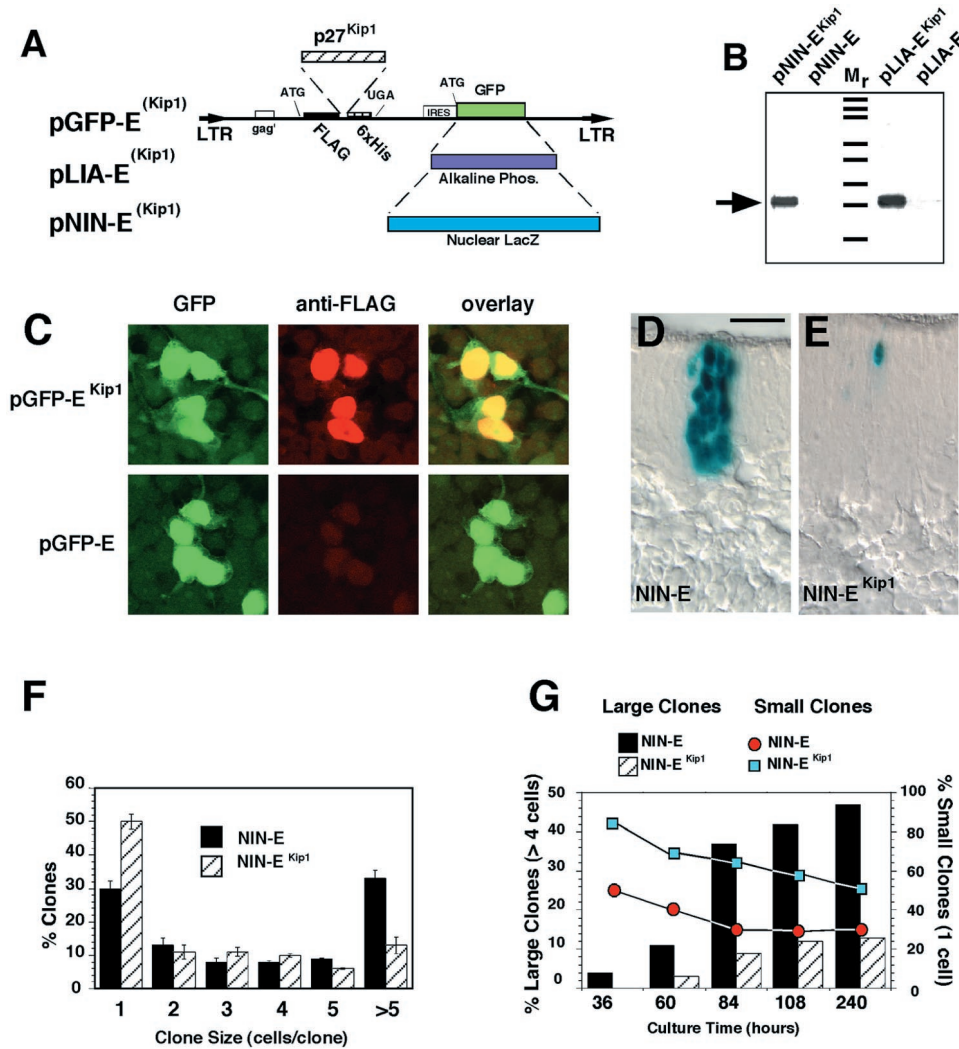 A
p27Kip1
ATG
UGA
ATG
GFP
IRES
pGFP-E(Kip1)
LTR
gag'
FLAG
6xHis
LTR
pLIA-E(Kip1)
Alkaline Phos.
pNIN-E(Kip1)
Nuclear LacZ
B
pNIN-EKip1
pNIN-E
Mr
pLIA-EKip1
pLIA-E
C
GFP
anti-FLAG
overlay
pGFP-EKip1
pGFP-E
D
NIN-E
E
NIN-EKip1
F
% Clones
60
50
40
30
20
10
0
NIN-E
NIN-EKip1
1 2 3 4 5 >5
Clone Size (cells/clone)
G
Large Clones
Small Clones
NIN-E
NIN-E
NIN-E Kip1
NIN-E Kip1
% Large Clones (> 4 cells)
50
40
30
20
10
0
100
80
60
40
20
0
% Small Clones (1 cell)
36 60 84 108 240
Culture Time (hours)